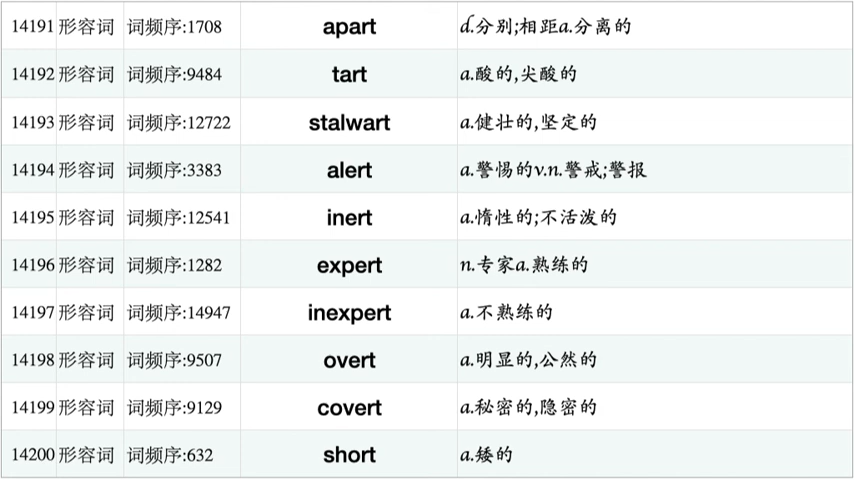 14191 形容词 词频序:1708 apart d.分别;相距a.分离的
14192 形容词 词频序:9484 tart a.酸的,尖酸的
14193 形容词 词频序:12722 stalwart a.健壮的,坚定的
14194 形容词 词频序:3383 alert a.警惕的v.n.警戒;警报
14195 形容词 词频序:12541 inert a.惰性的;不活泼的
14196 形容词 词频序:1282 expert n.专家a.熟练的
14197 形容词 词频序:14947 inexpert a.不熟练的
14198 形容词 词频序:9507 overt a.明显的,公然的
14199 形容词 词频序:9129 covert a.秘密的,隐密的
14200 形容词 词频序:632 short a.矮的